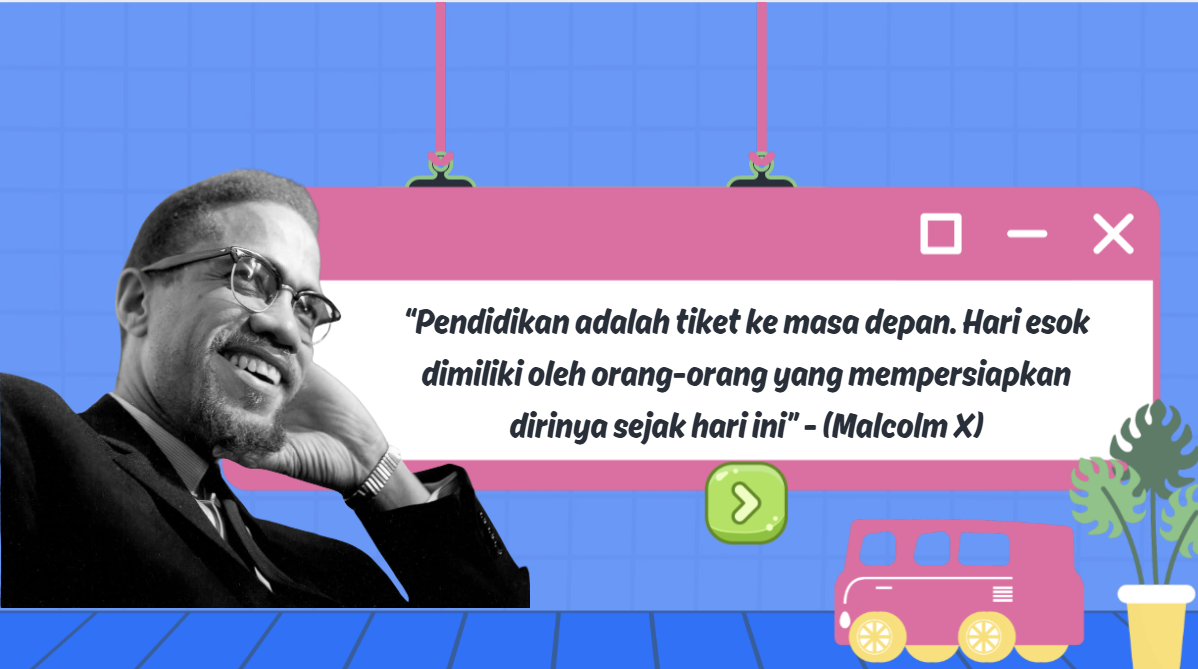 “Pendidikan adalah tiket ke masa depan. Hari esok
dimiliki oleh orang-orang yang mempersiapkan
dirinya sejak hari ini” - (Malcolm X)